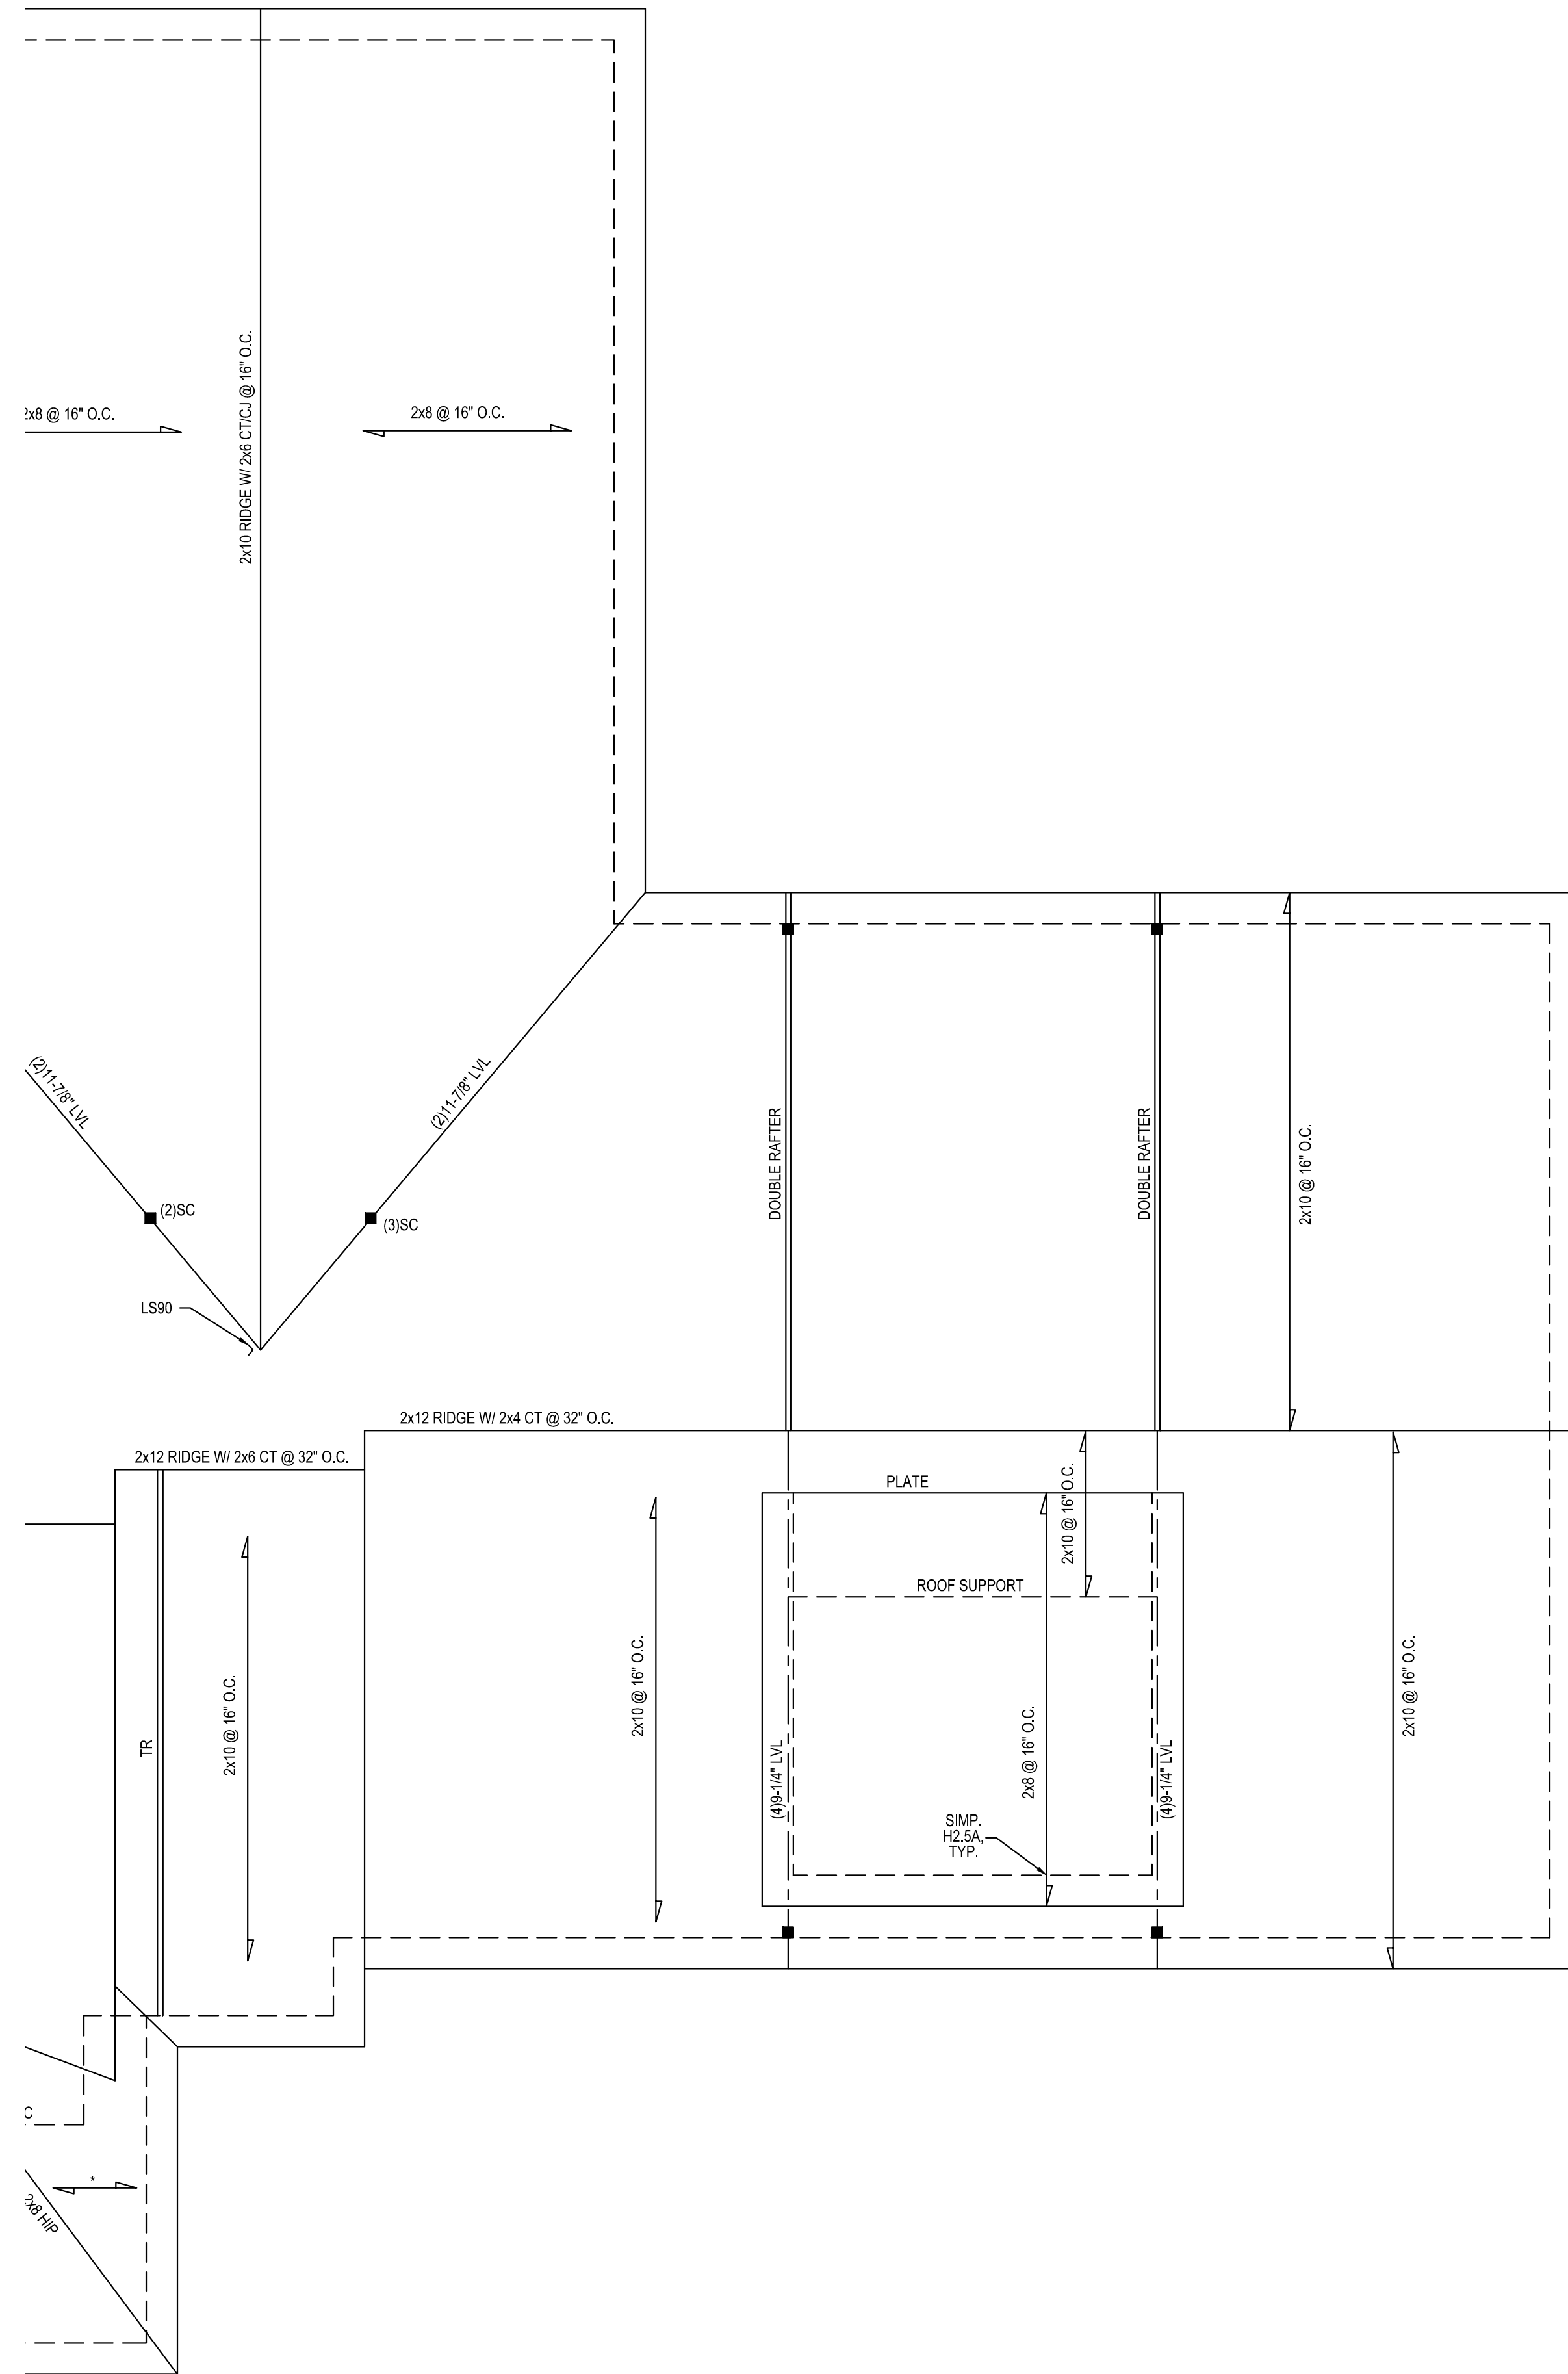 2x8 @ 16" O.C.
2x10 RIDGE W/ 2x6 CT/CJ @ 16" O.C.
2x8 @ 16" O.C.
(2)11-7/8" LVL
(2)11-7/8" LVL
(2)SC
(3)SC
LS90
DOUBLE RAFTER
DOUBLE RAFTER
2x10 @ 16" O.C.
2x12 RIDGE W/ 2x4 CT @ 32" O.C.
2x12 RIDGE W/ 2x6 CT @ 32" O.C.
PLATE
2x10 @ 16" O.C.
ROOF SUPPORT
TR
2x10 @ 16" O.C.
2x10 @ 16" O.C.
(4)9-1/4" LVL
2x8 @ 16" O.C.
(4)9-1/4" LVL
2x10 @ 16" O.C.
SIMP.
H2.5A,
TYP.
C
*
2x8 HIP